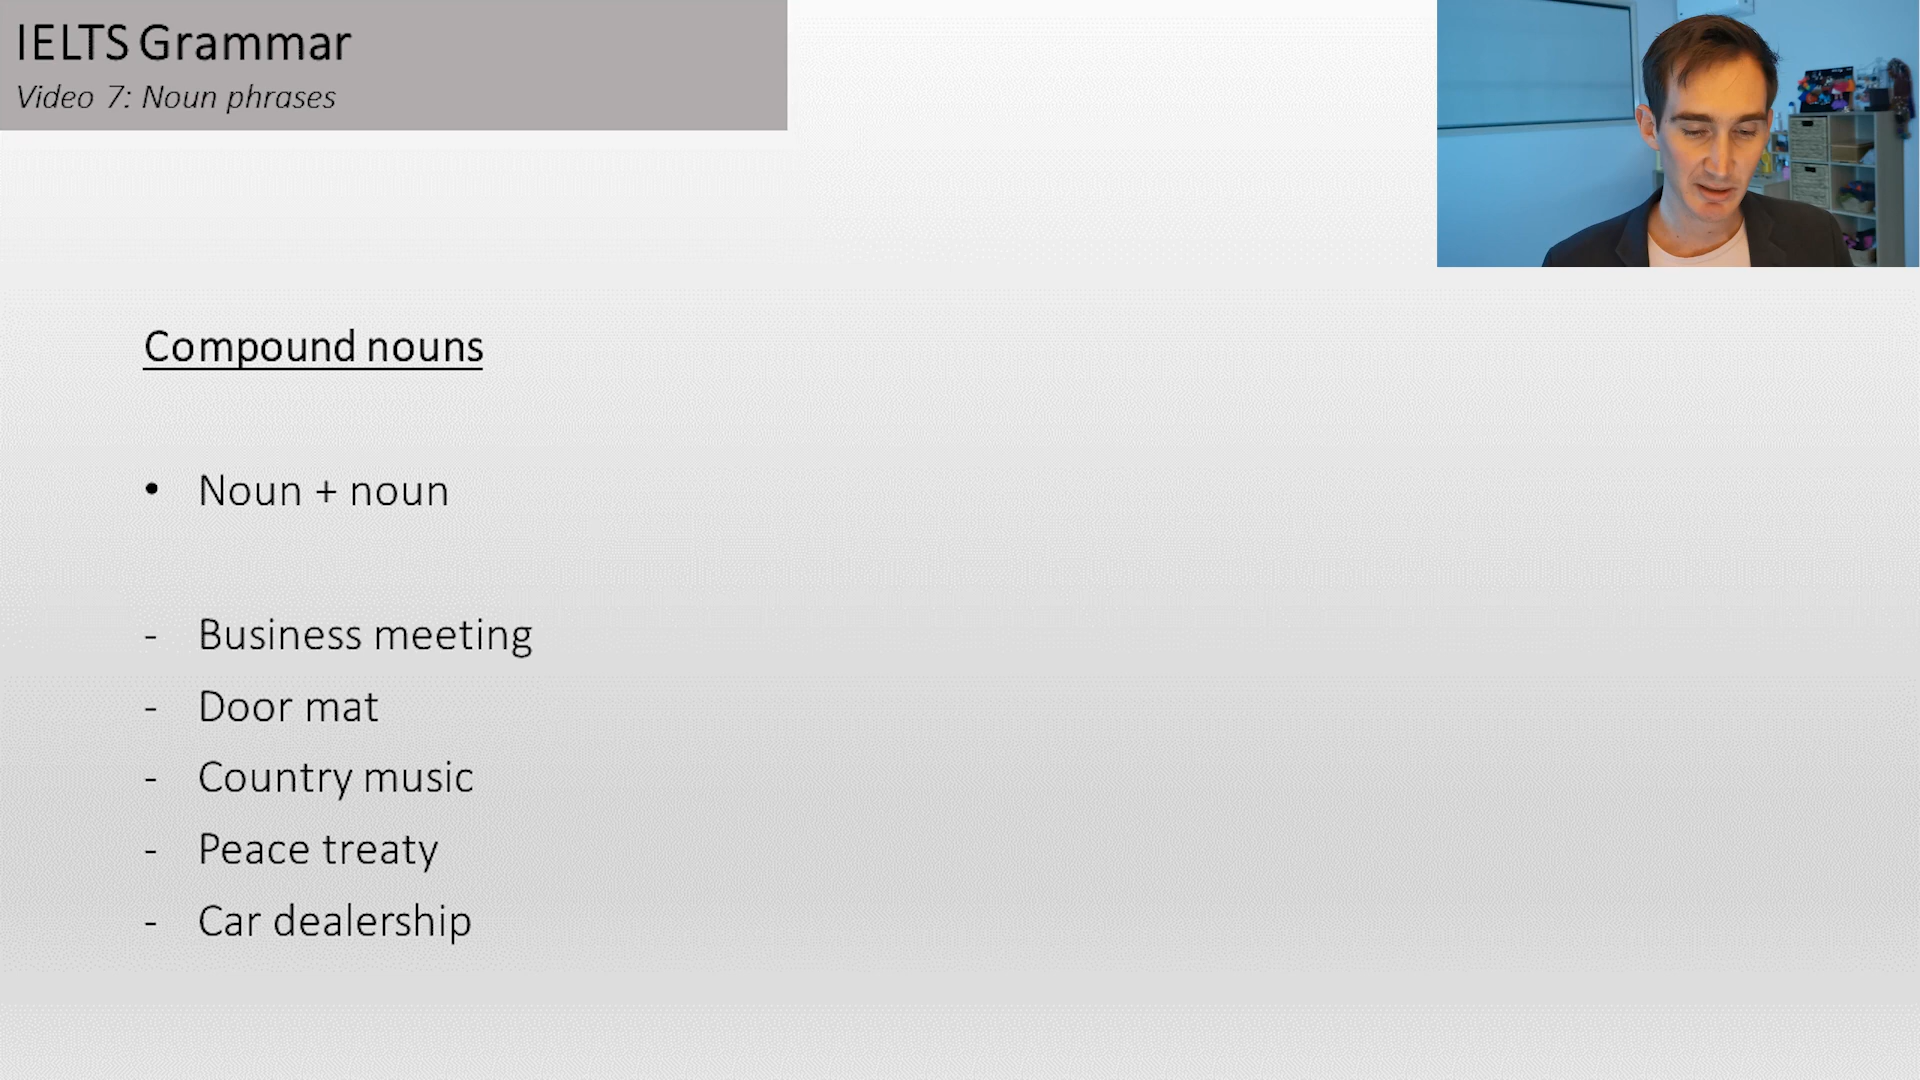 IELTS Grammar
Video 7: Noun phrases
Compound nouns
• Noun + noun
- Business meeting
- Door mat
- Country music
- Peace treaty
- Car dealership